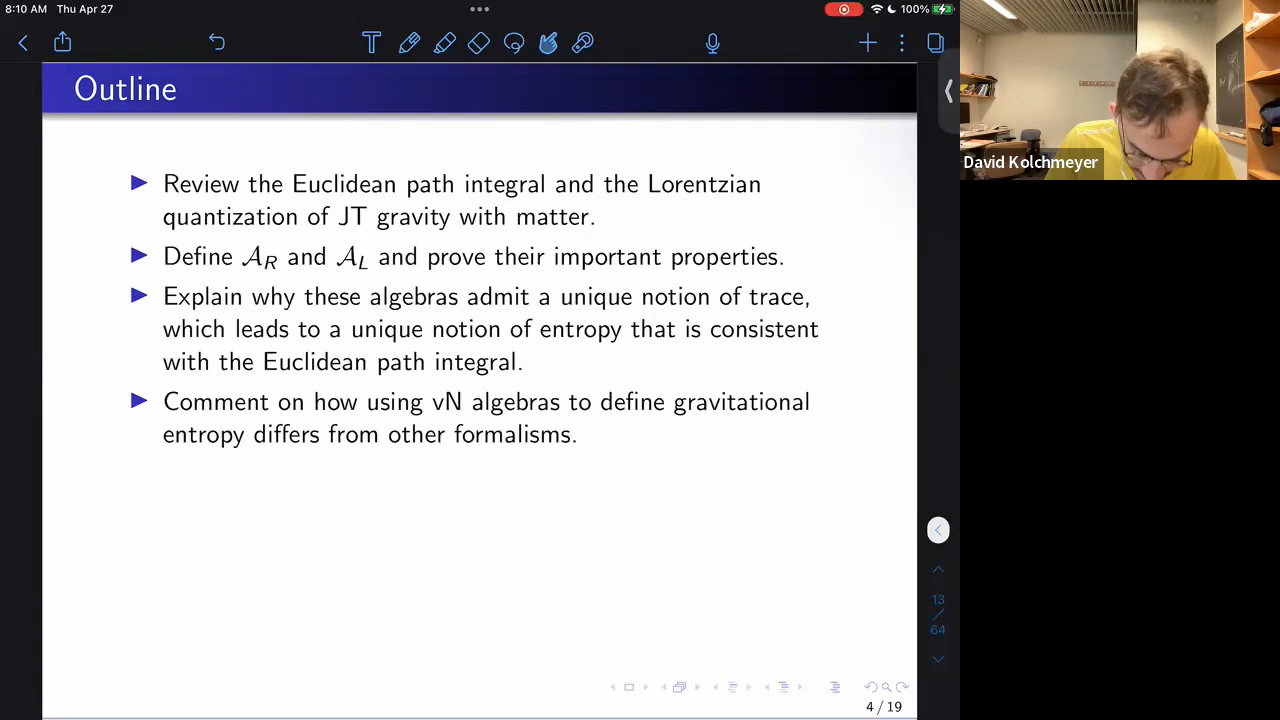 8:10 AM Thu Apr 27
100%
Outline
Review the Euclidean path integral and the Lorentzian
quantization of JT gravity with matter.
Define 𝒜_R and 𝒜_L and prove their important properties.
Explain why these algebras admit a unique notion of trace,
which leads to a unique notion of entropy that is consistent
with the Euclidean path integral.
Comment on how using vN algebras to define gravitational
entropy differs from other formalisms.
13
/
64
4 / 19
David Kolchmeyer